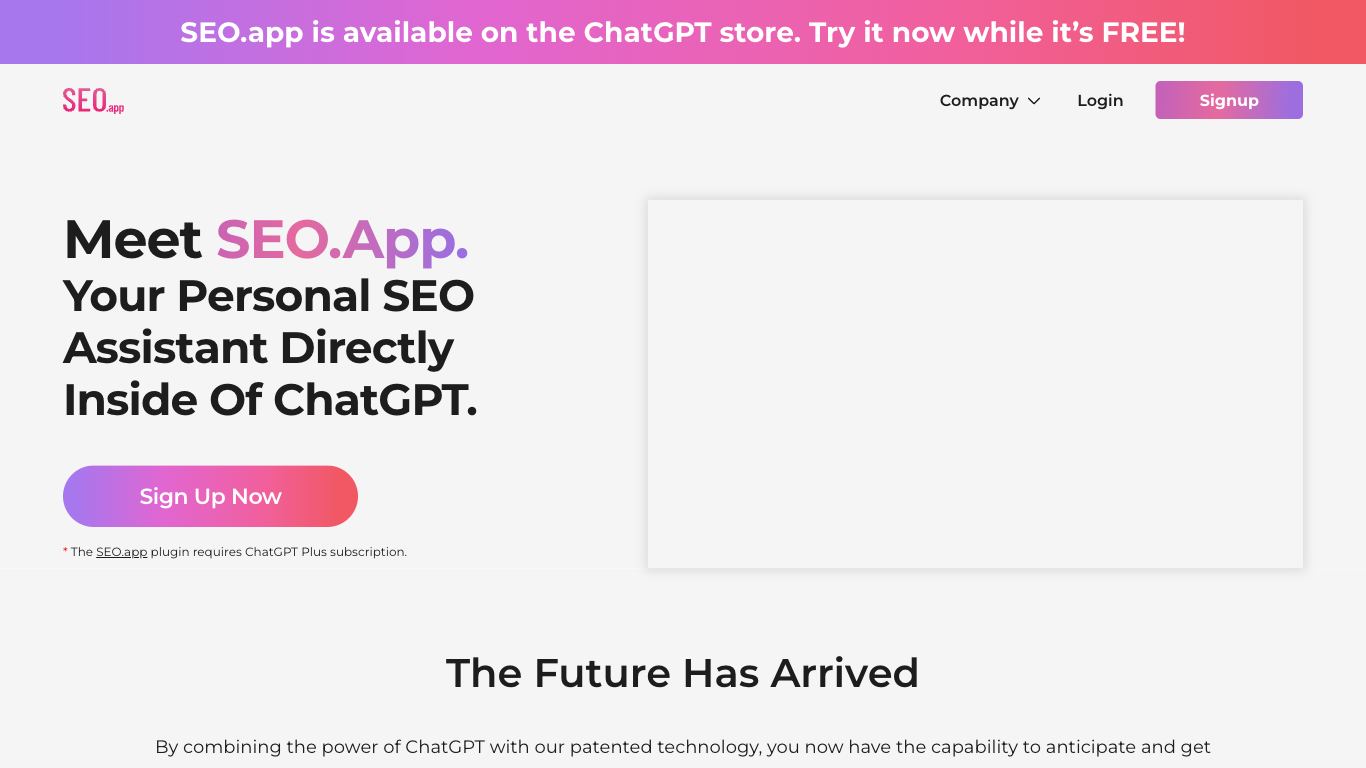 SEO.app is available on the ChatGPT store. Try it now while it’s FREE!
SEO.app
Company
Login
Signup
Meet SEO.App.
Your Personal SEO
Assistant Directly
Inside Of ChatGPT.
Sign Up Now
* The SEO.app plugin requires ChatGPT Plus subscription.
The Future Has Arrived
By combining the power of ChatGPT with our patented technology, you now have the capability to anticipate and get